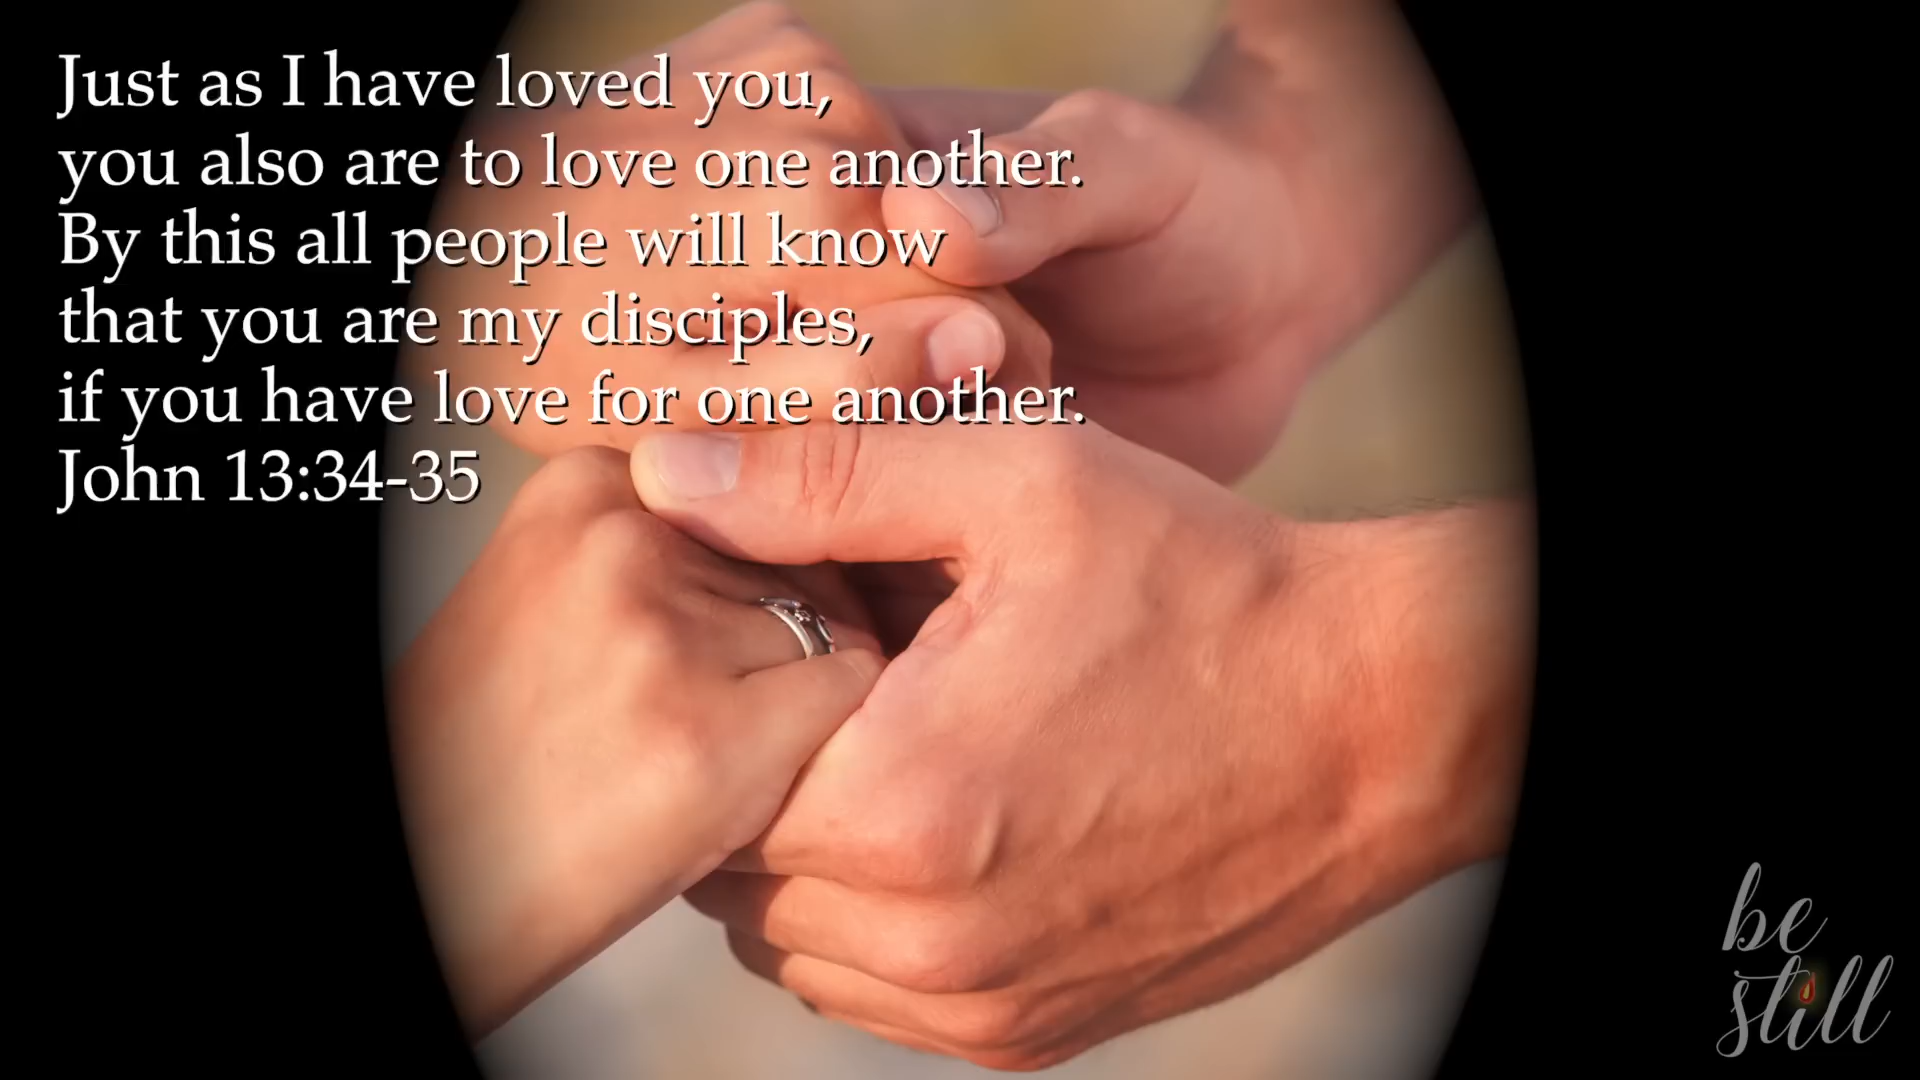 Just as I have loved you,
you also are to love one another.
By this all people will know
that you are my disciples,
if you have love for one another.
John 13:34-35
be
still